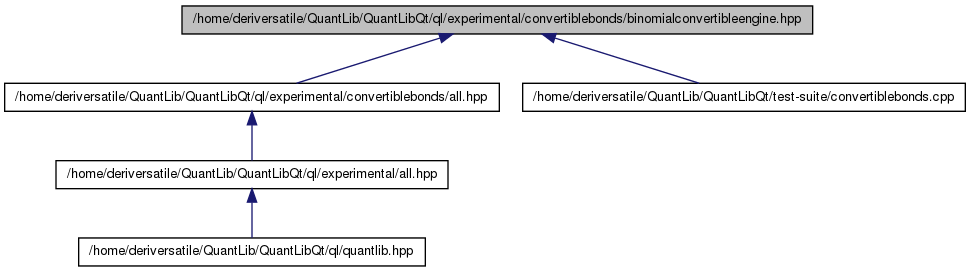 /home/deriversatile/QuantLib/QuantLibQt/ql/experimental/convertiblebonds/binomialconvertibleengine.hpp
/home/deriversatile/QuantLib/QuantLibQt/ql/experimental/convertiblebonds/all.hpp
/home/deriversatile/QuantLib/QuantLibQt/test-suite/convertiblebonds.cpp
/home/deriversatile/QuantLib/QuantLibQt/ql/experimental/all.hpp
/home/deriversatile/QuantLib/QuantLibQt/ql/quantlib.hpp